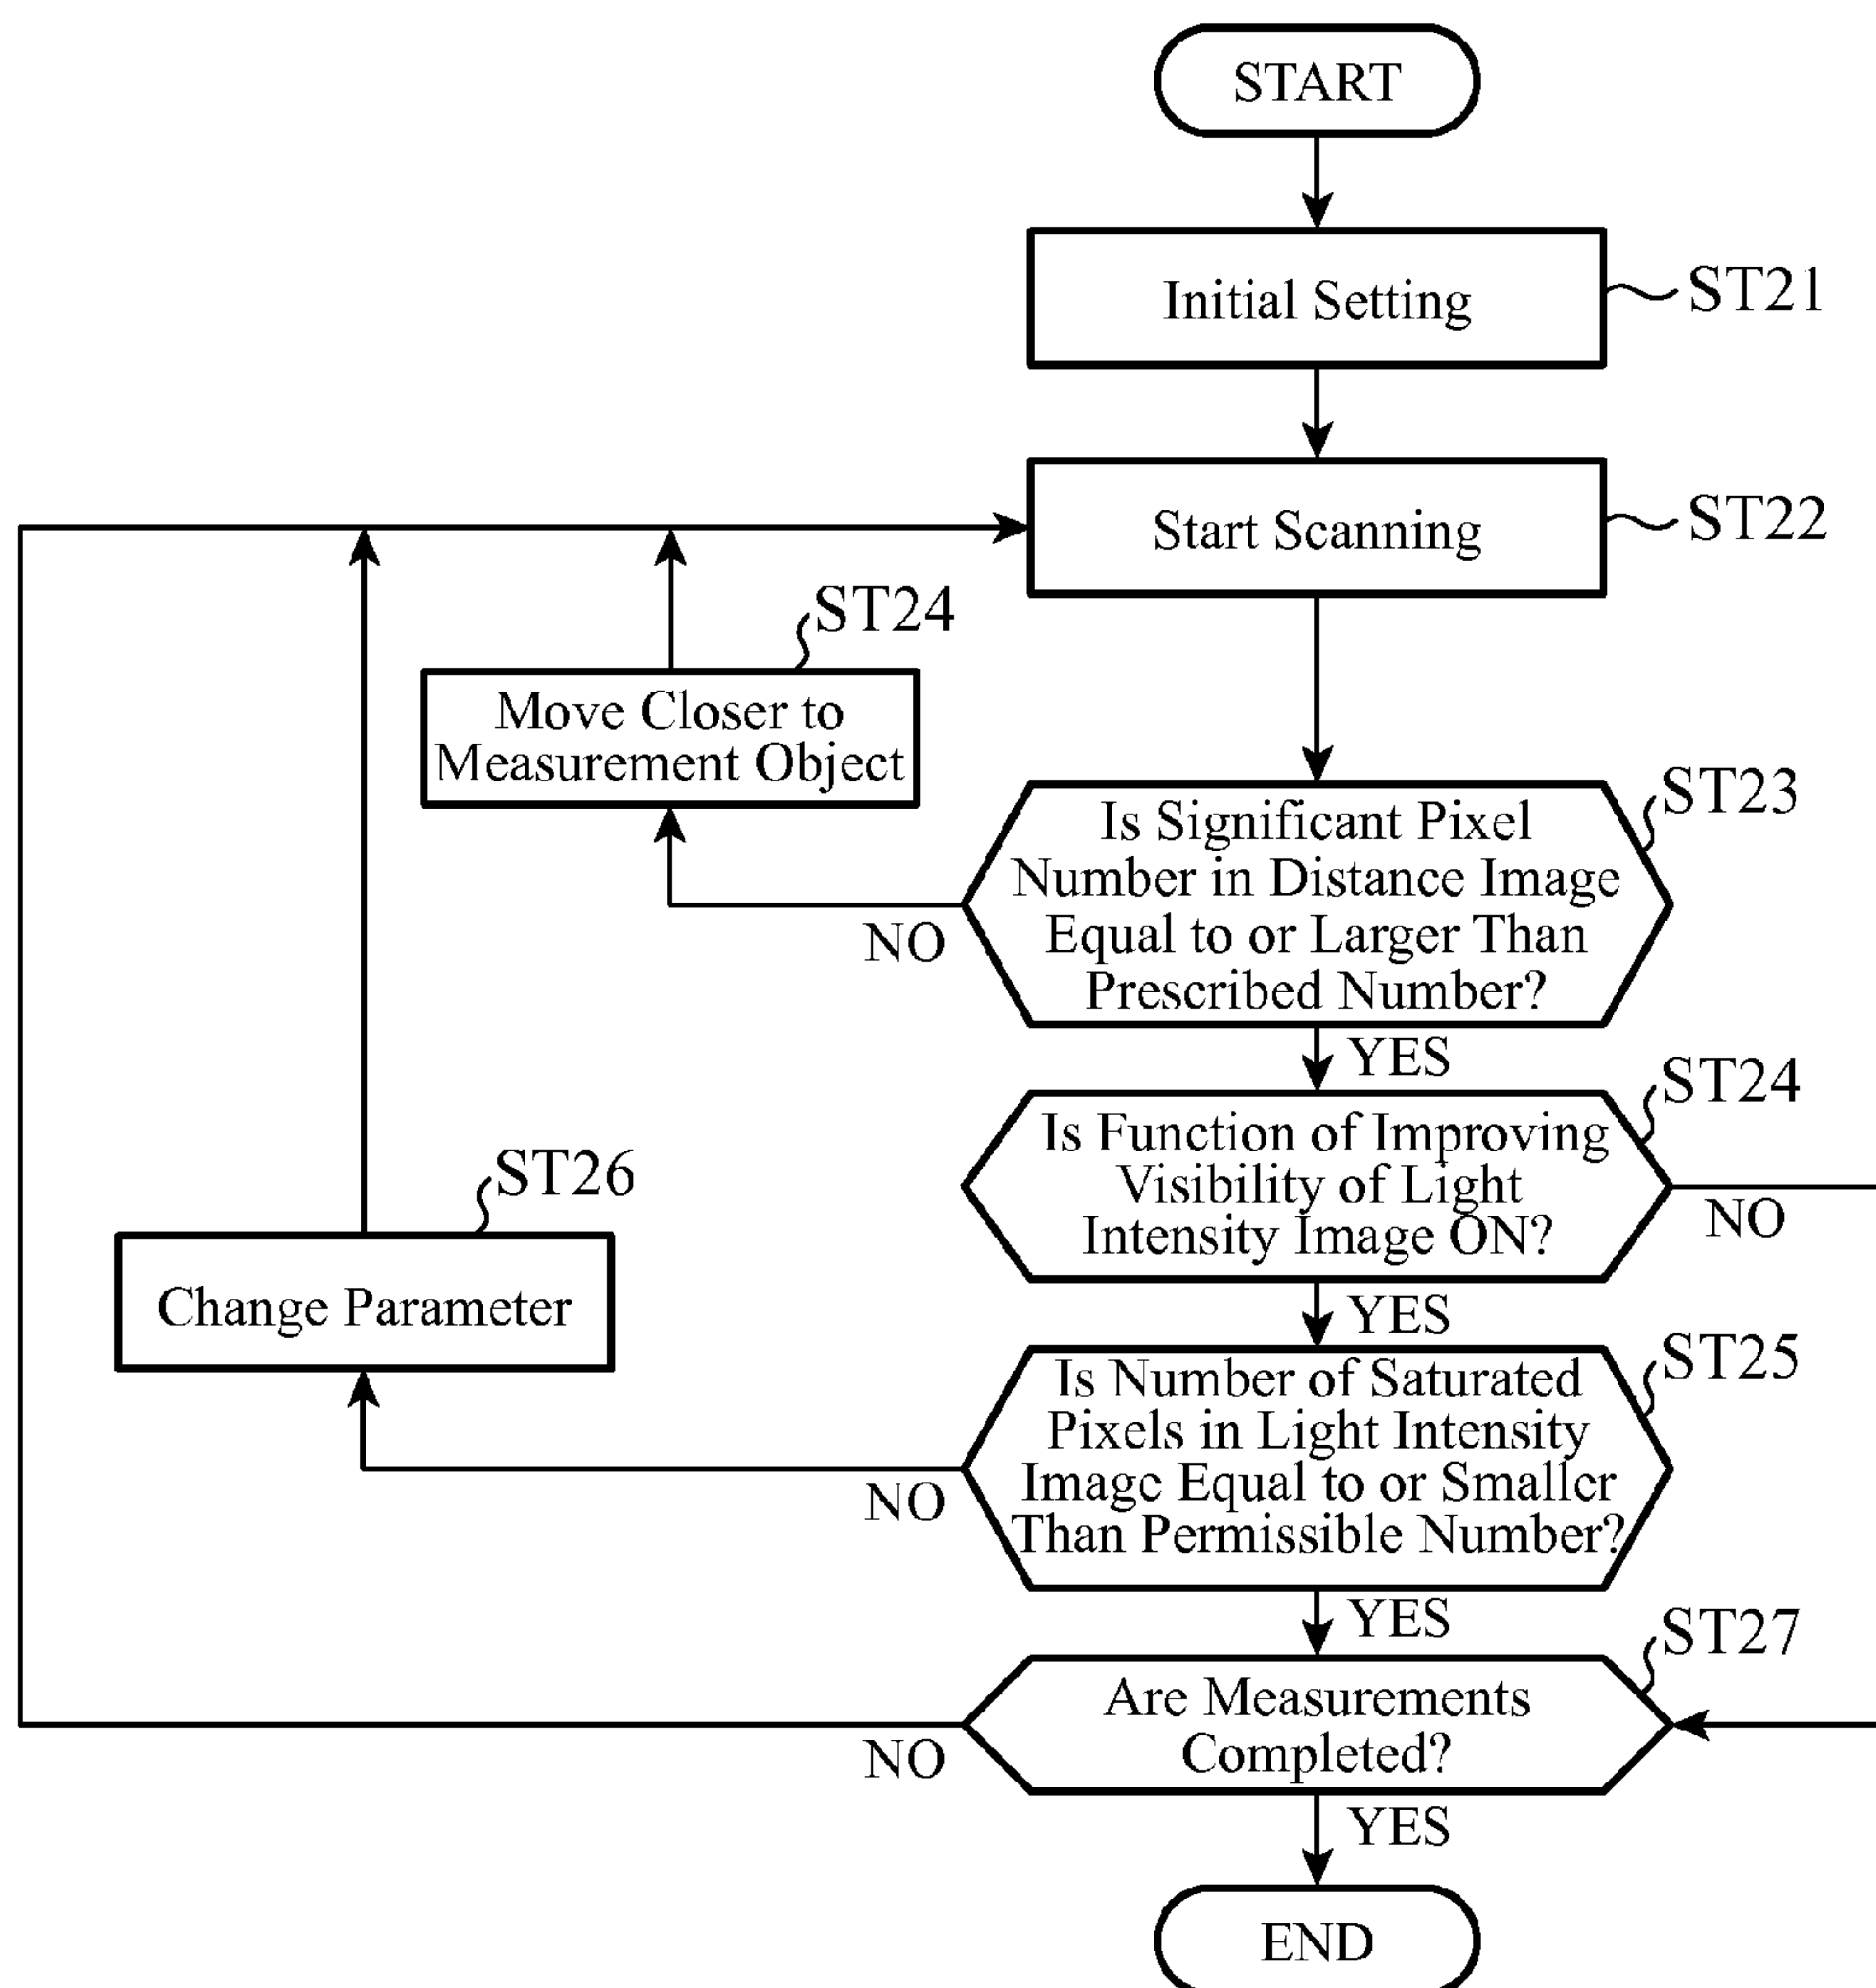 START
Initial Setting
ST21
Start Scanning
ST22
ST24
Move Closer to
Measurement Object
ST23
Is Significant Pixel
Number in Distance Image
Equal to or Larger Than
Prescribed Number?
NO
YES
ST24
Is Function of Improving
Visibility of Light
Intensity Image ON?
NO
YES
ST26
Change Parameter
ST25
Is Number of Saturated
Pixels in Light Intensity
Image Equal to or Smaller
Than Permissible Number?
NO
YES
ST27
Are Measurements
Completed?
NO
YES
END